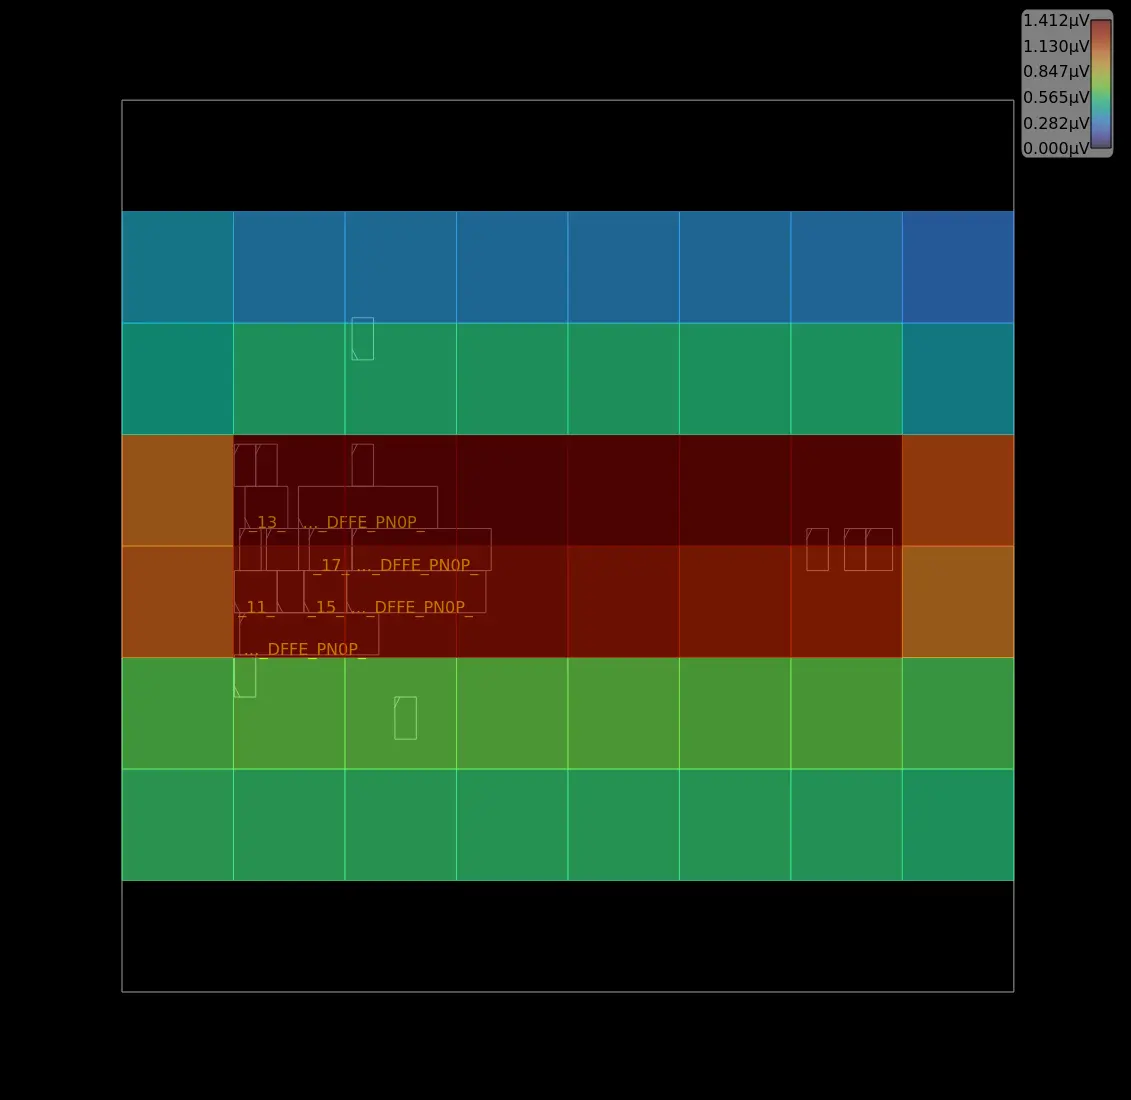 1.412µV
1.130µV
0.847µV
0.565µV
0.282µV
0.000µV
_13_ ..._DFFE_PN0P_
_17_ ..._DFFE_PN0P_
_11_ _15_ ..._DFFE_PN0P_
..._DFFE_PN0P_